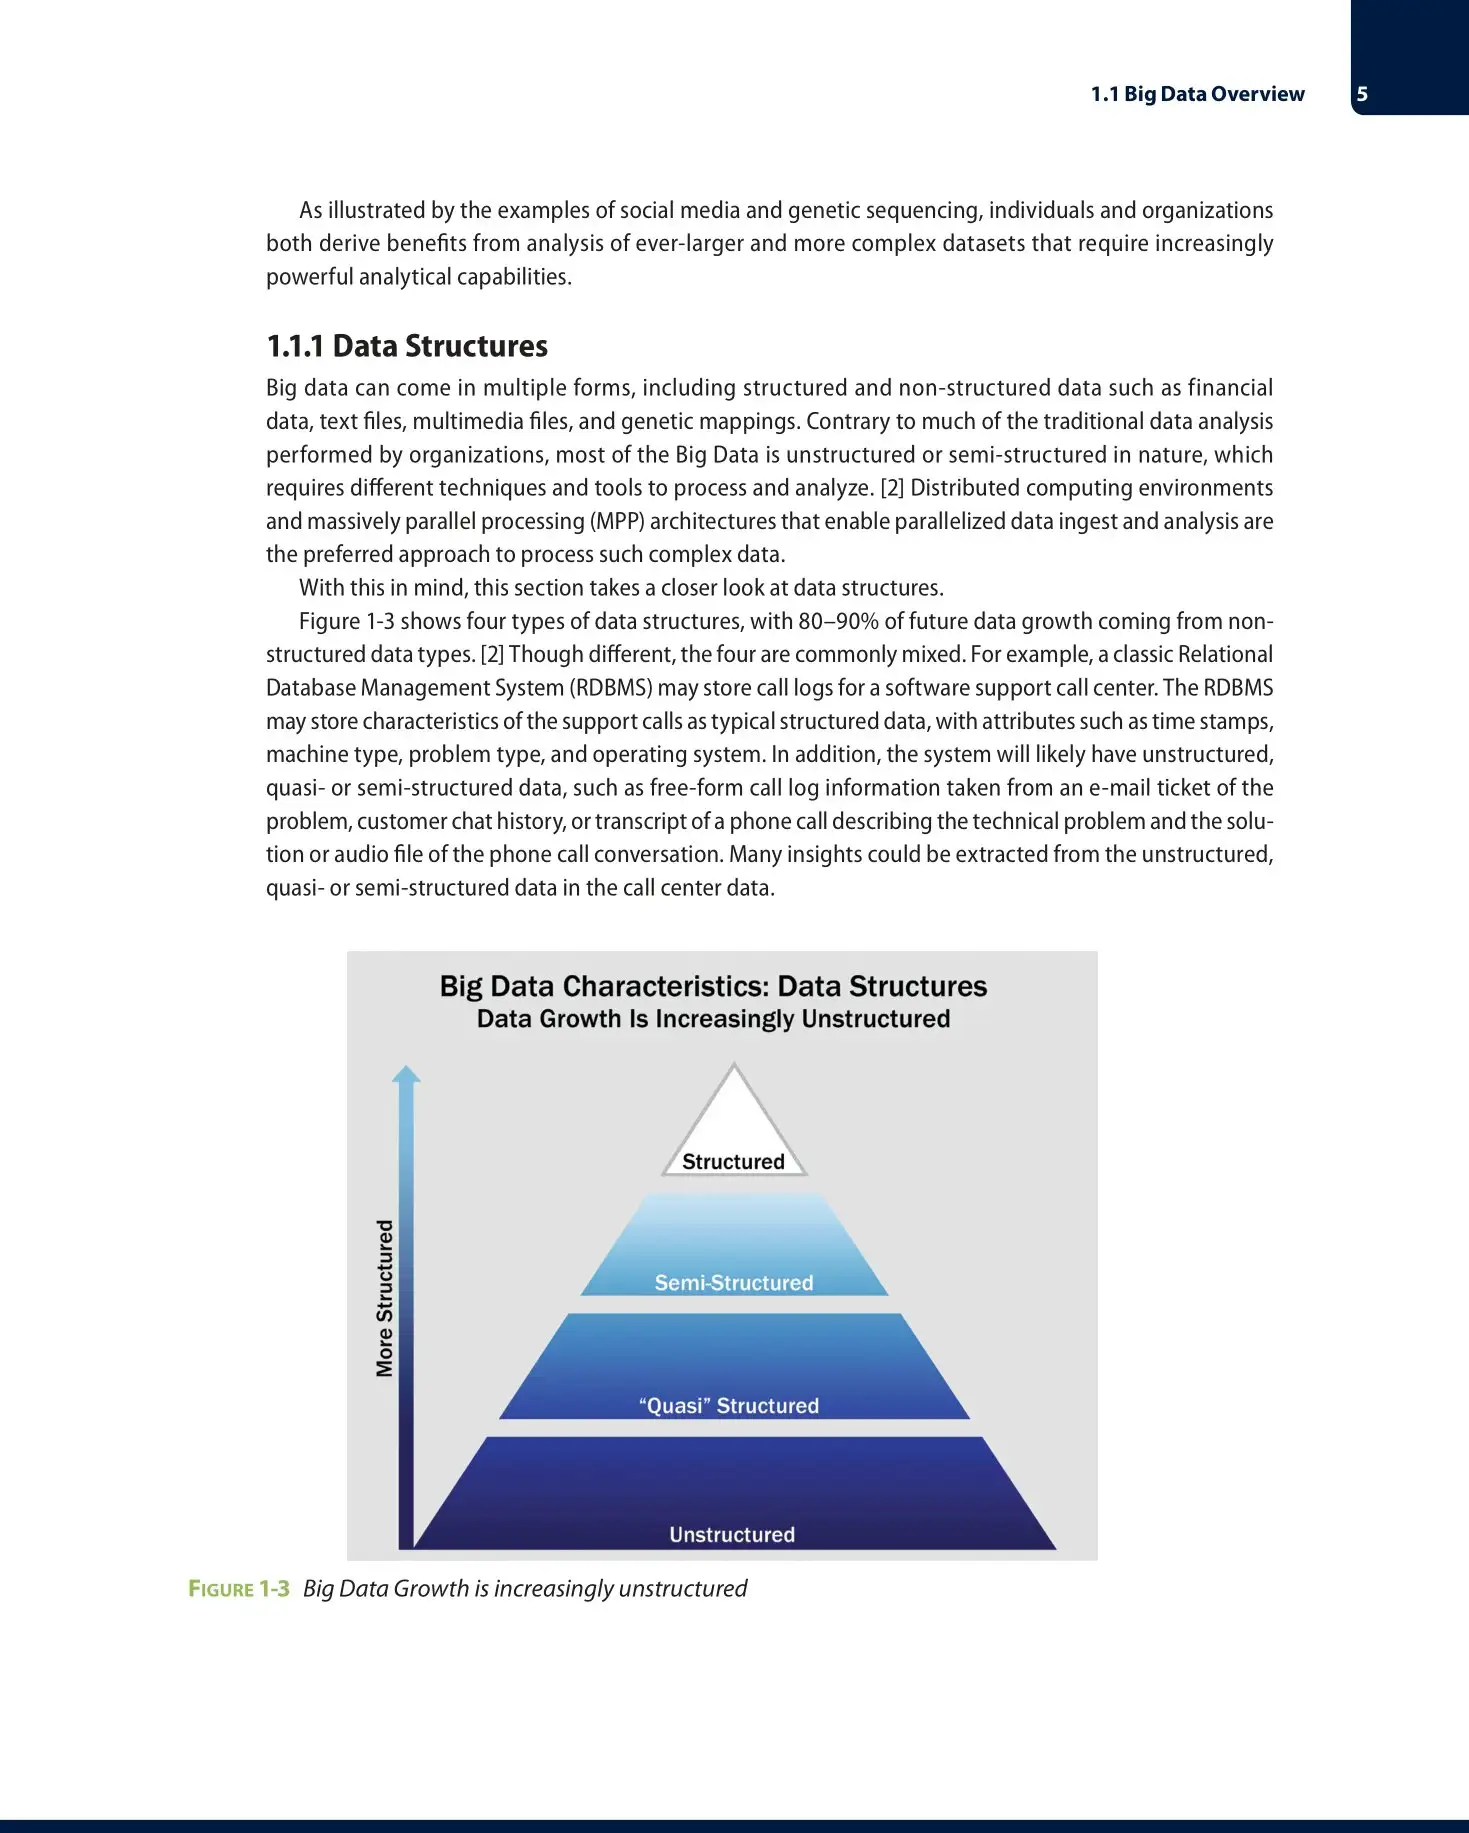 1.1 Big Data Overview 5
As illustrated by the examples of social media and genetic sequencing, individuals and organizations
both derive benefits from analysis of ever-larger and more complex datasets that require increasingly
powerful analytical capabilities.
1.1.1 Data Structures
Big data can come in multiple forms, including structured and non-structured data such as financial
data, text files, multimedia files, and genetic mappings. Contrary to much of the traditional data analysis
performed by organizations, most of the Big Data is unstructured or semi-structured in nature, which
requires different techniques and tools to process and analyze. [2] Distributed computing environments
and massively parallel processing (MPP) architectures that enable parallelized data ingest and analysis are
the preferred approach to process such complex data.
With this in mind, this section takes a closer look at data structures.
Figure 1-3 shows four types of data structures, with 80–90% of future data growth coming from non-
structured data types. [2] Though different, the four are commonly mixed. For example, a classic Relational
Database Management System (RDBMS) may store call logs for a software support call center. The RDBMS
may store characteristics of the support calls as typical structured data, with attributes such as time stamps,
machine type, problem type, and operating system. In addition, the system will likely have unstructured,
quasi- or semi-structured data, such as free-form call log information taken from an e-mail ticket of the
problem, customer chat history, or transcript of a phone call describing the technical problem and the solu-
tion or audio file of the phone call conversation. Many insights could be extracted from the unstructured,
quasi- or semi-structured data in the call center data.
Big Data Characteristics: Data Structures
Data Growth Is Increasingly Unstructured
More Structured
Structured
Semi-Structured
“Quasi” Structured
Unstructured
FIGURE 1-3 Big Data Growth is increasingly unstructured